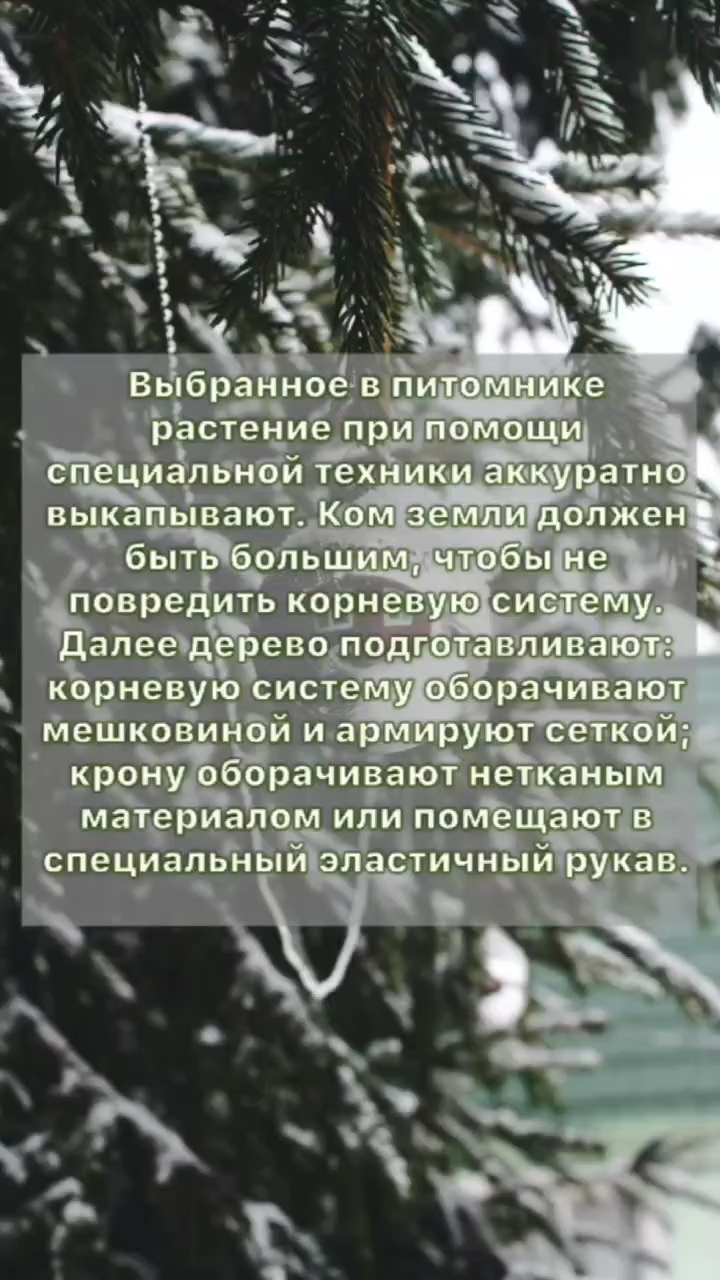 Выбранное в питомнике
растение при помощи
специальной техники аккуратно
выкапывают. Ком земли должен
быть большим, чтобы не
повредить корневую систему.
Далее дерево подготавливают:
корневую систему оборачивают
мешковиной и армируют сеткой;
крону оборачивают нетканым
материалом или помещают в
специальный эластичный рукав.